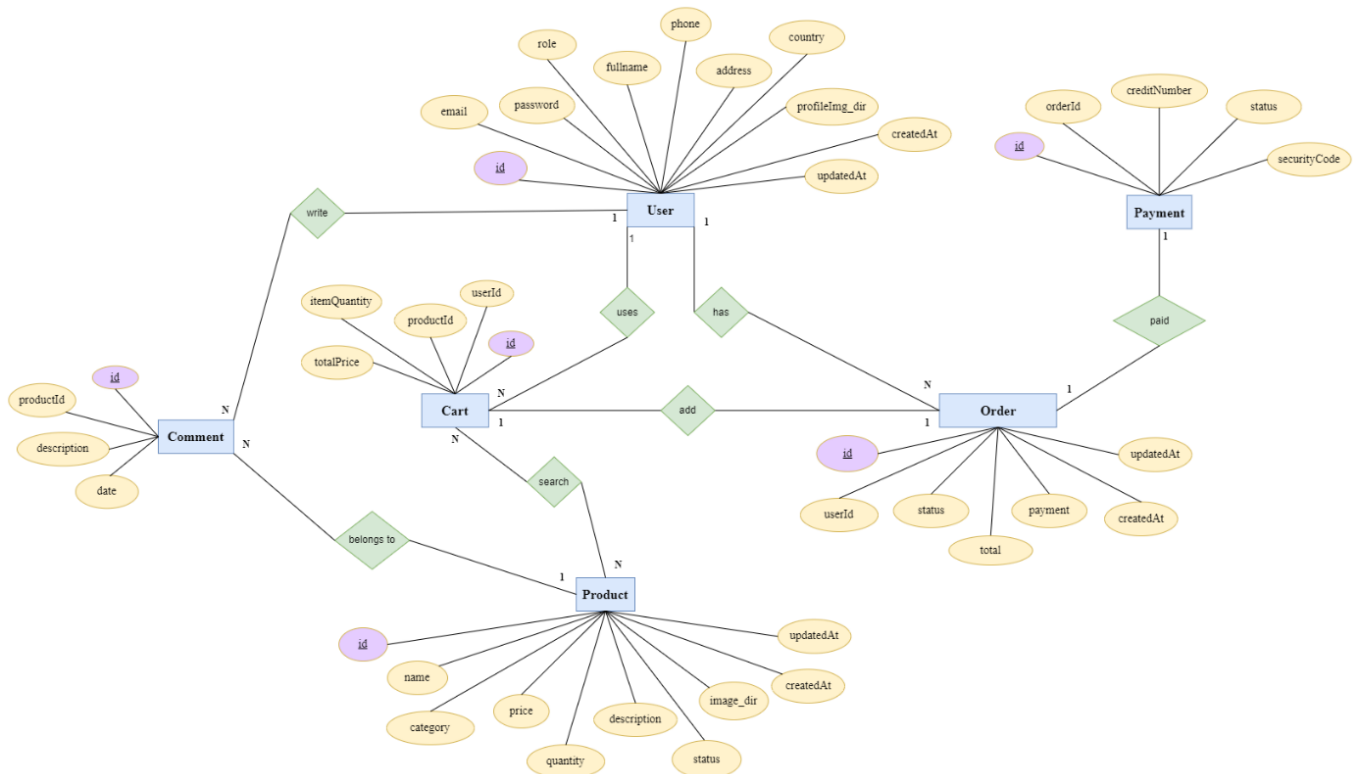 phone
role
country
fullname
address
email
password
profileImg_dir
createdAt
id
updatedAt
User
creditNumber
orderId
status
id
securityCode
Payment
write
1
1
1
1
itemQuantity
userId
productId
id
totalPrice
uses
has
paid
N
Cart
1
N
add
N
1
1
Order
id
productId
description
date
N
Comment
N
id
updatedAt
userId
status
payment
createdAt
total
search
belongs to
1
N
Product
id
updatedAt
name
createdAt
image_dir
price
category
description
quantity
status